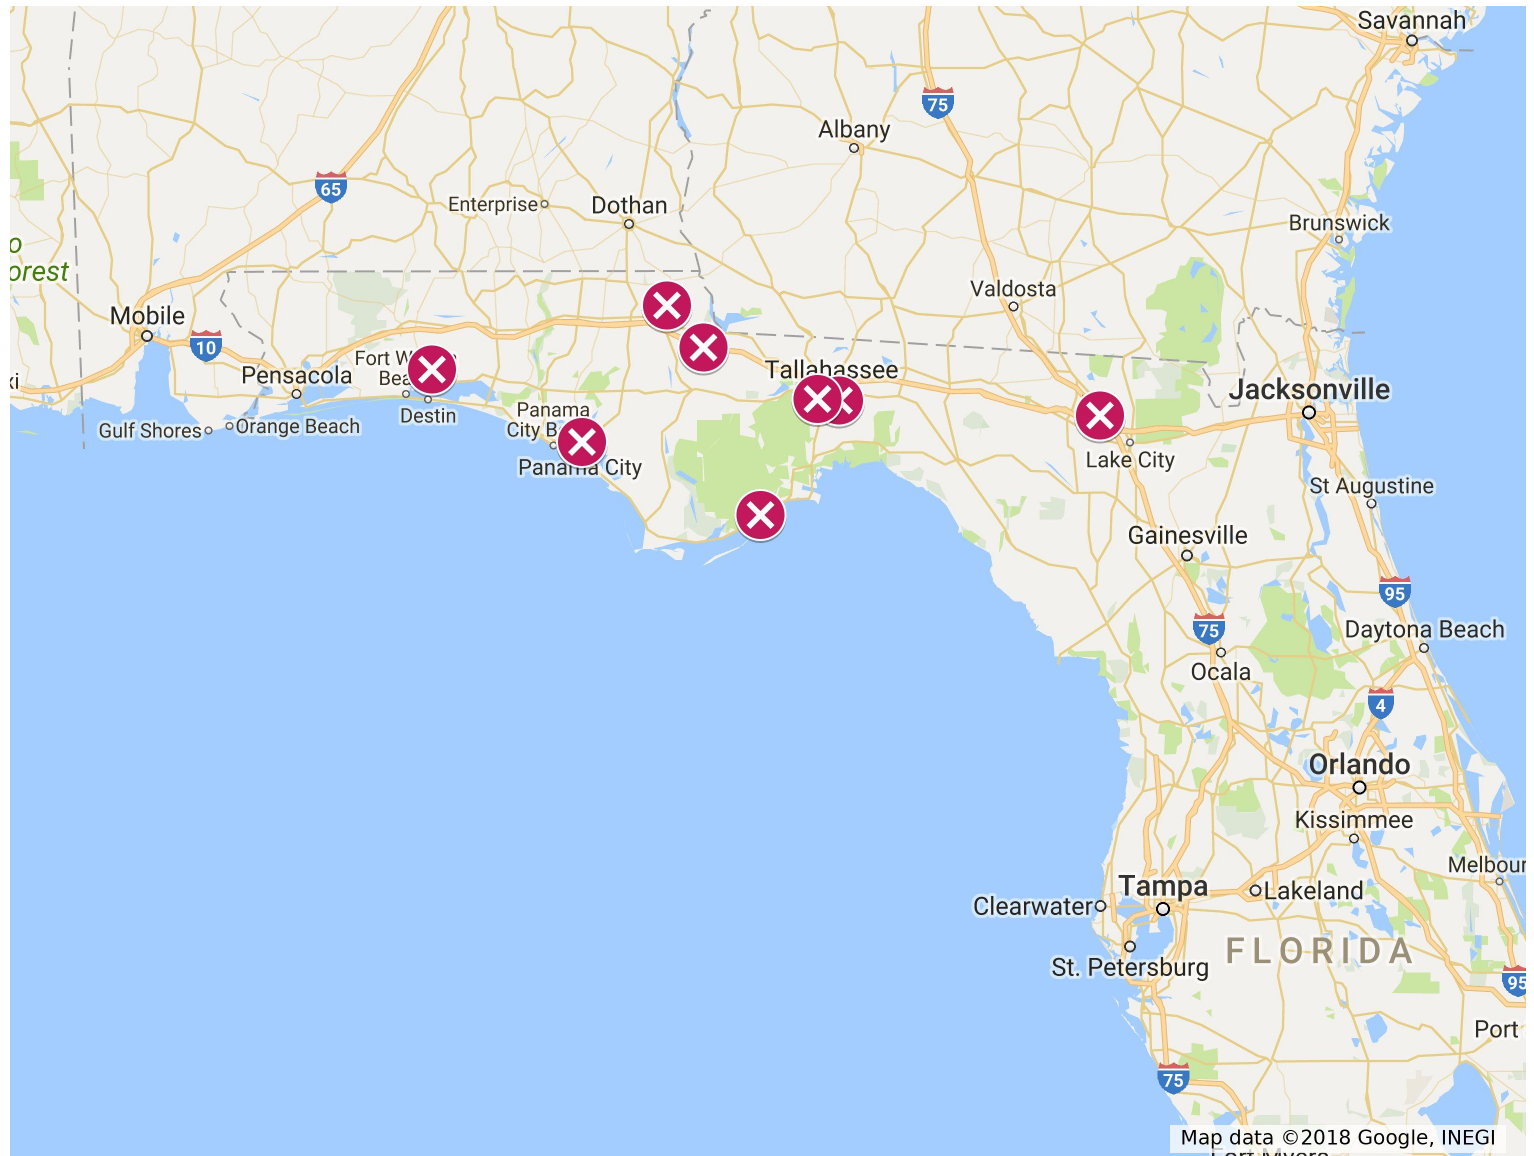 Savannah
75
Albany
65
Enterprise
Dothan
Brunswick
o
orest
Valdosta
Mobile
10
Fort W
Bea
Tallahassee
xi
Pensacola
Jacksonville
Destin
Panama
City B
Gulf Shores
Orange Beach
Panama City
Lake City
St Augustine
Gainesville
95
75
Daytona Beach
Ocala
4
Orlando
Kissimmee
Melbour
Tampa
Lakeland
Clearwater
FLORIDA
St. Petersburg
95
Port
75
Map data ©2018 Google, INEGI